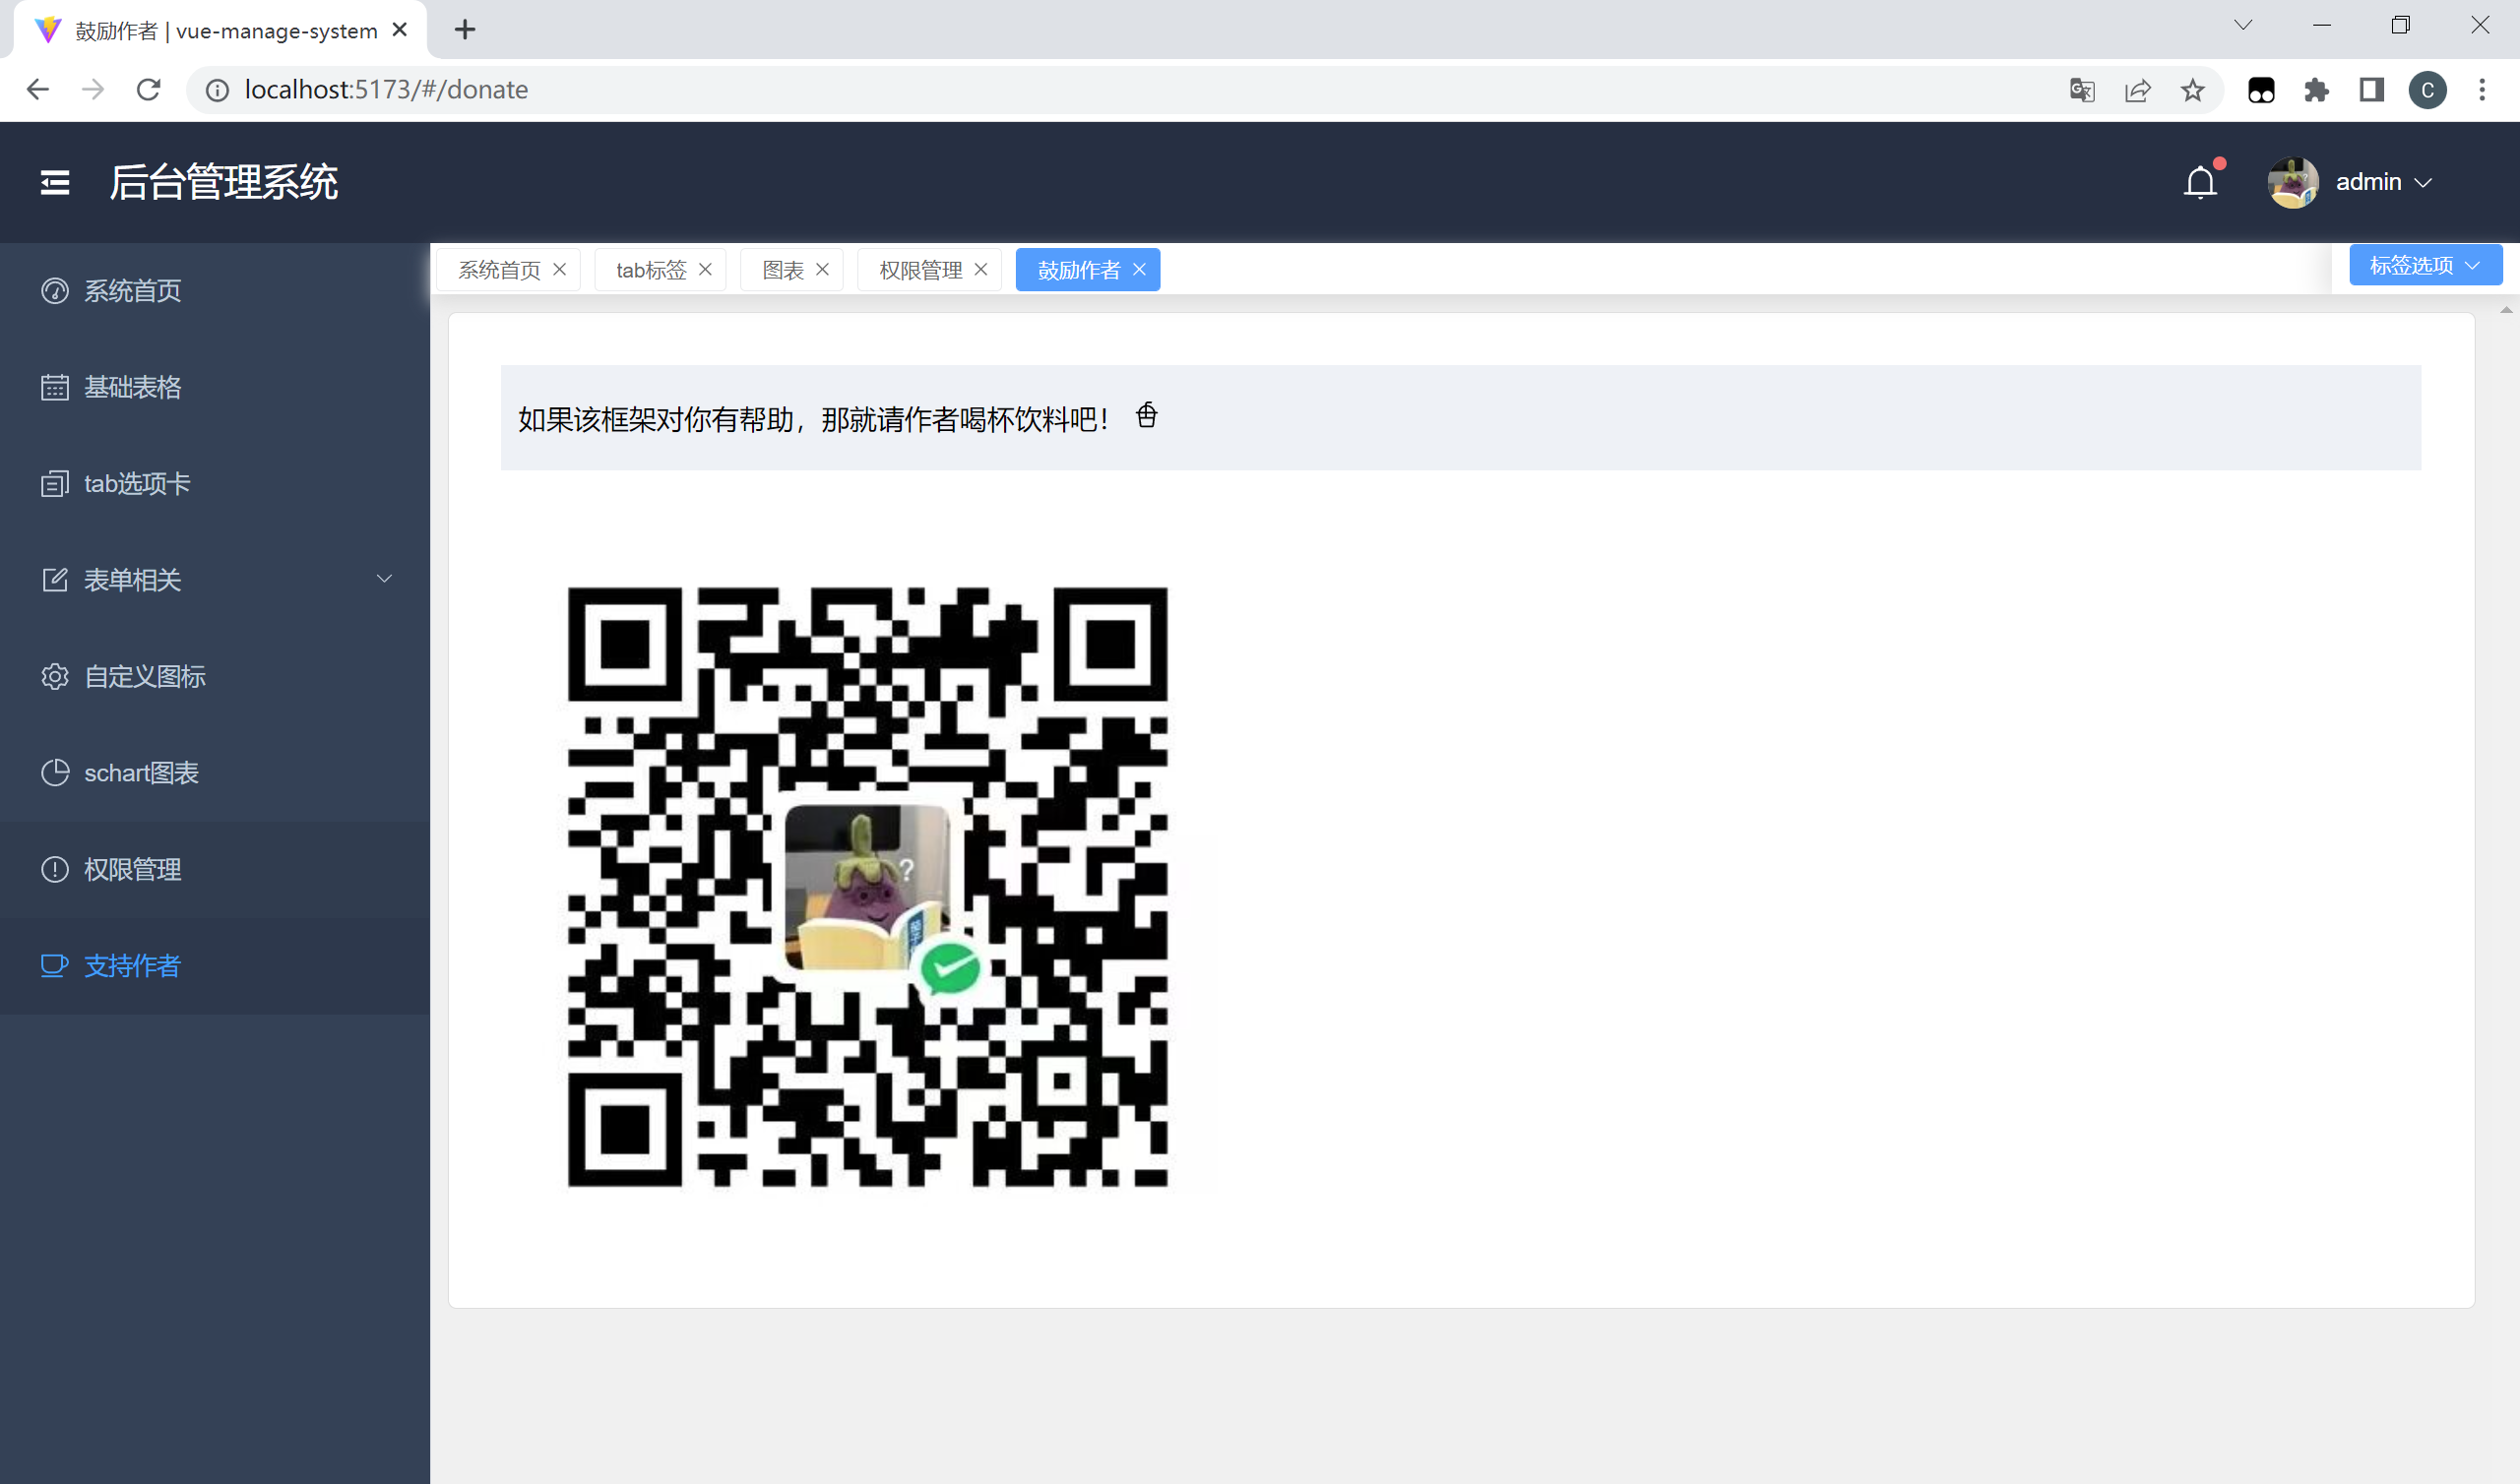 鼓励作者 | vue-manage-system
localhost:5173/#/donate
C
后台管理系统
admin
系统首页
基础表格
tab选项卡
表单相关
自定义图标
schart图表
权限管理
支持作者
系统首页 tab标签 图表 权限管理 鼓励作者 标签选项
如果该框架对你有帮助，那就请作者喝杯饮料吧！
?